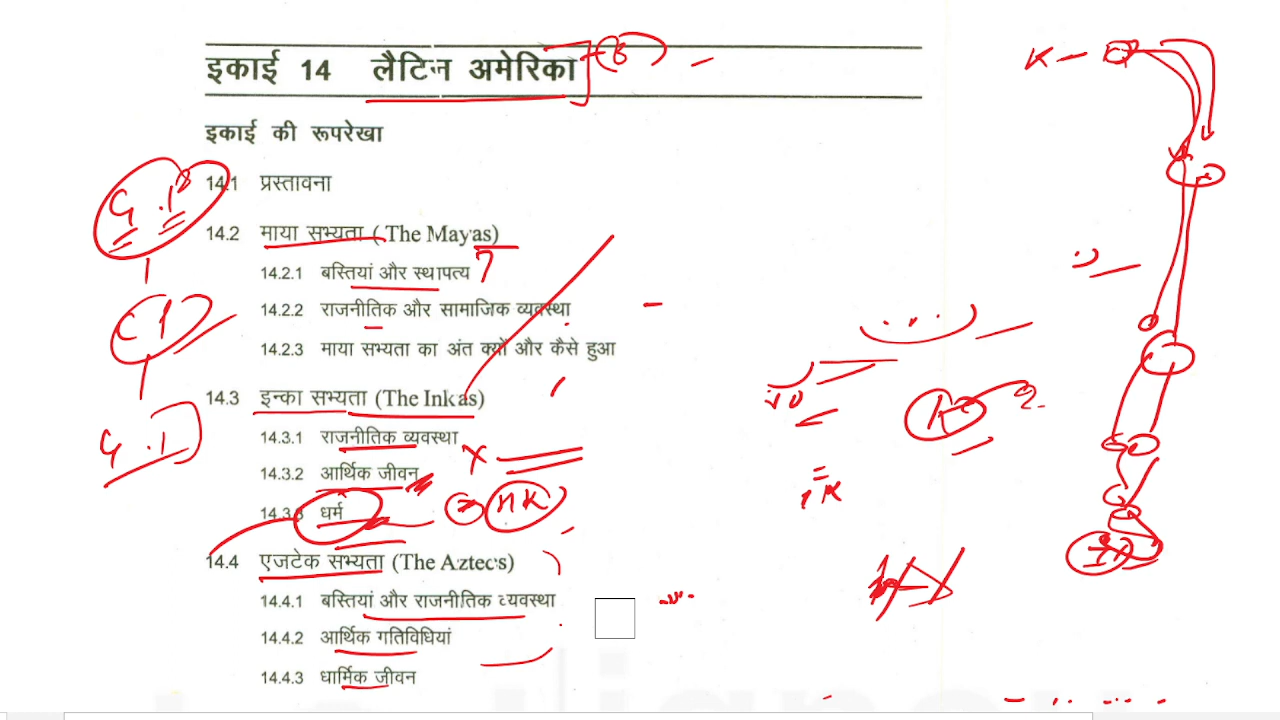 इकाई 14 लैटिन अमेरिका
इकाई की रूपरेखा
14.1 प्रस्तावना
14.2 माया सभ्यता (The Mayas)
14.2.1 बस्तियां और स्थापत्य
14.2.2 राजनीतिक और सामाजिक व्यवस्था
14.2.3 माया सभ्यता का अंत क्यों और कैसे हुआ
14.3 इन्का सभ्यता (The Inkas)
14.3.1 राजनीतिक व्यवस्था
14.3.2 आर्थिक जीवन
14.3.3 धर्म
14.4 एजटेक सभ्यता (The Aztecs)
14.4.1 बस्तियां और राजनीतिक व्यवस्था
14.4.2 आर्थिक गतिविधियां
14.4.3 धार्मिक जीवन